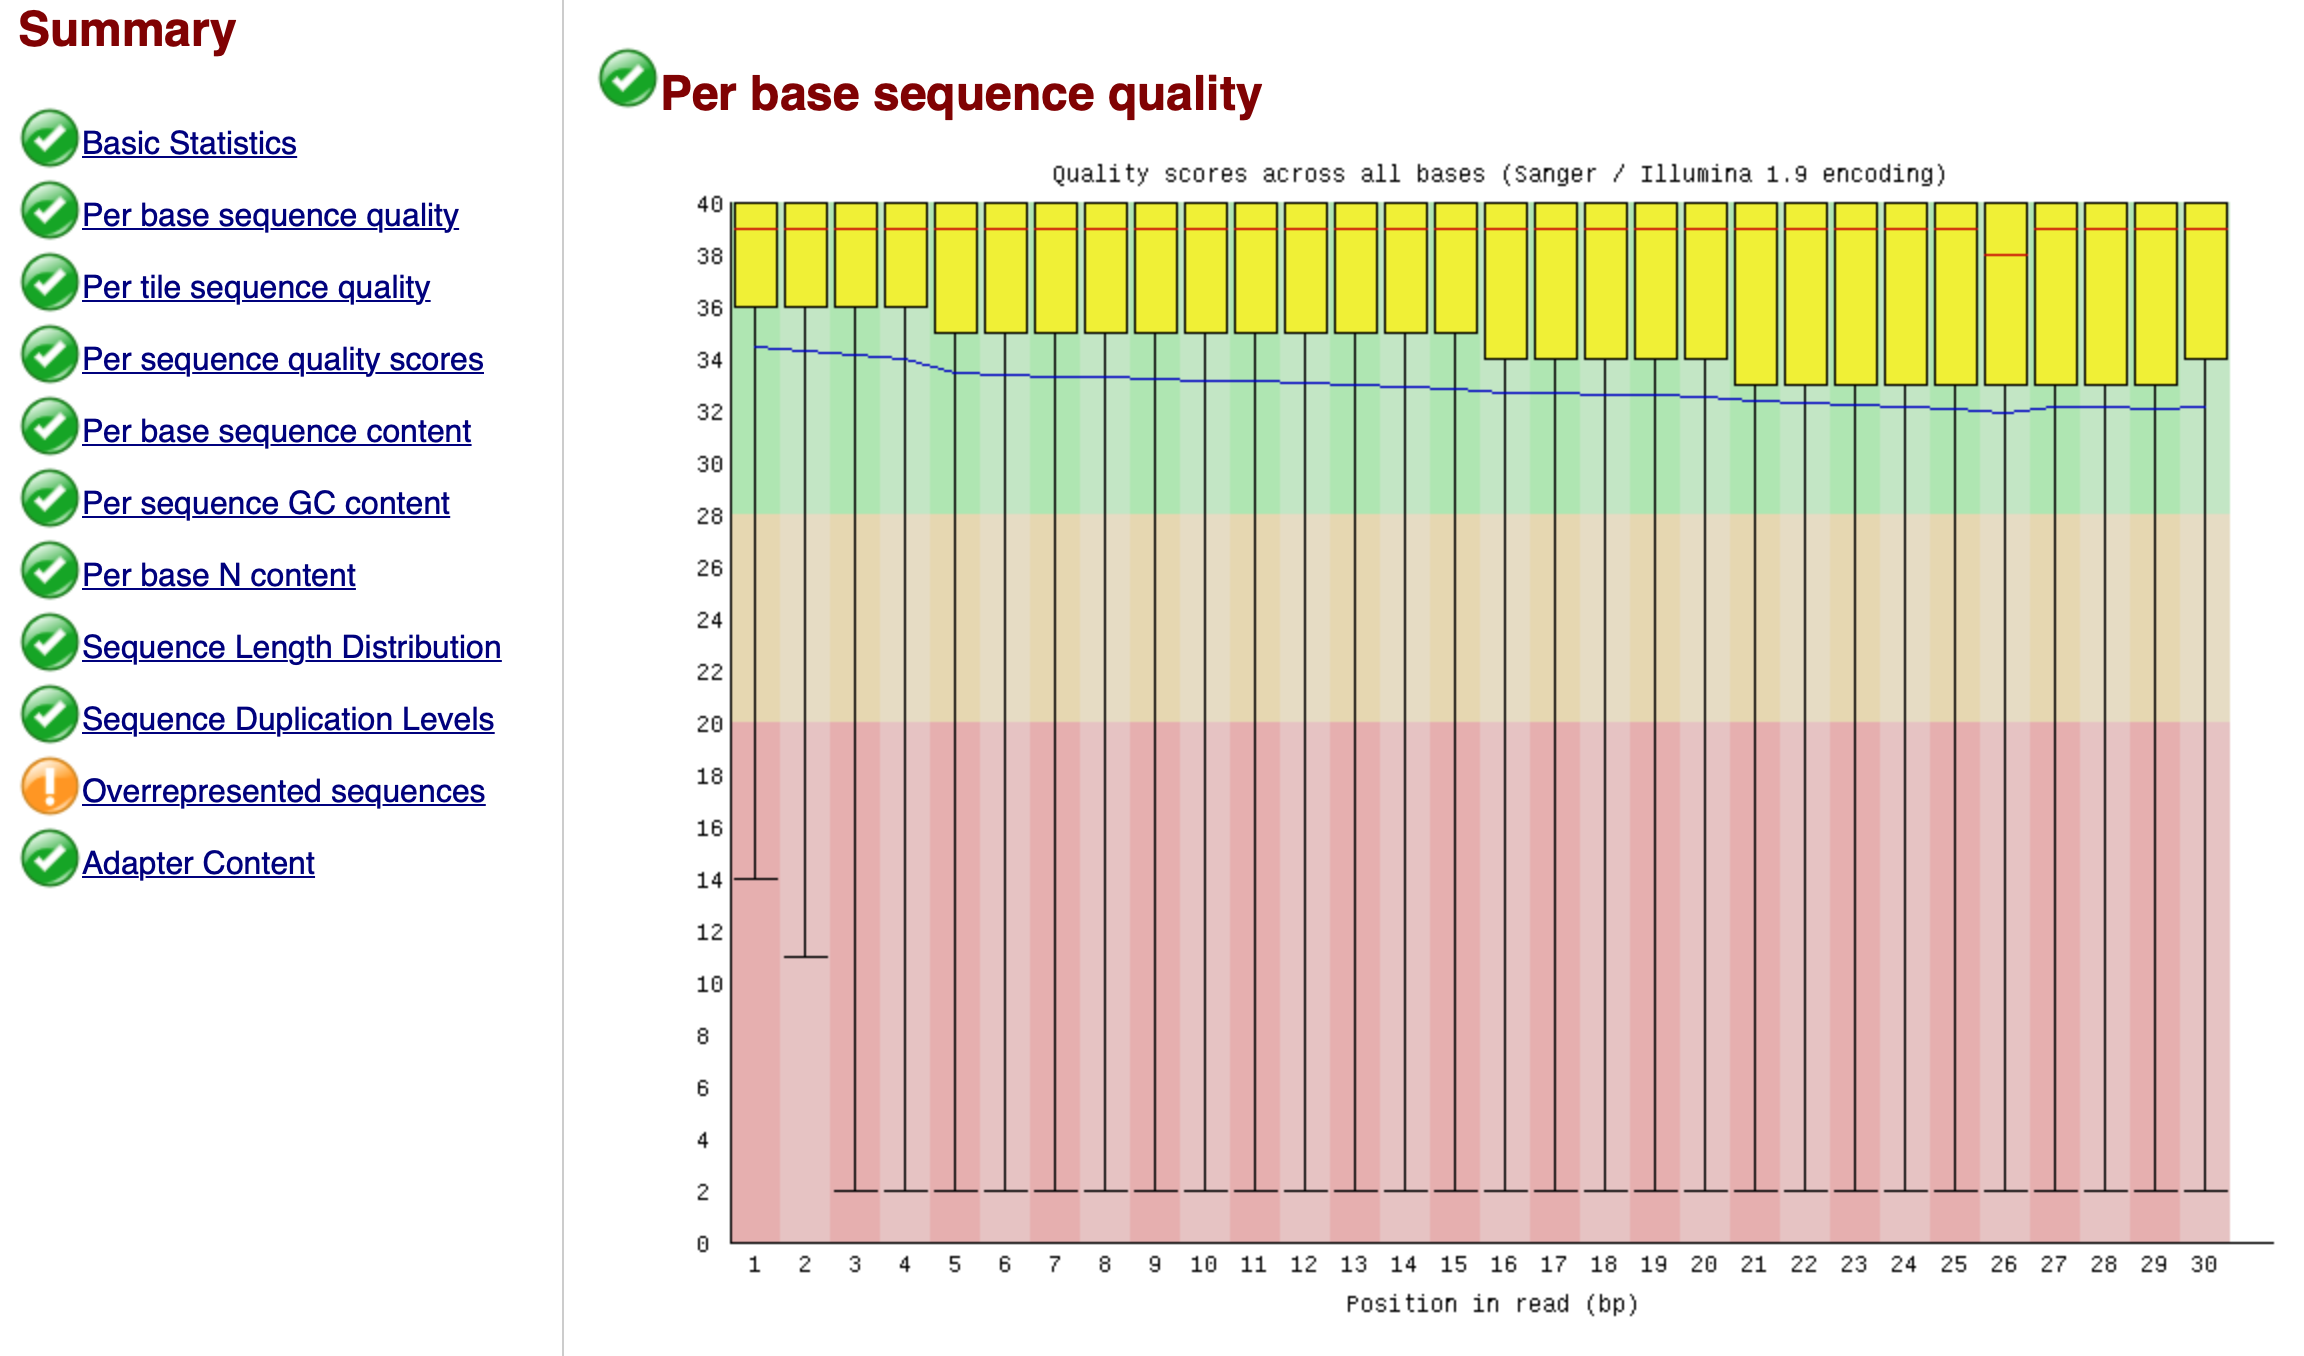 Summary
Basic Statistics
Per base sequence quality
Per tile sequence quality
Per sequence quality scores
Per base sequence content
Per sequence GC content
Per base N content
Sequence Length Distribution
Sequence Duplication Levels
Overrepresented sequences
Adapter Content
Per base sequence quality
Quality scores across all bases (Sanger / Illumina 1.9 encoding)
40
38
36
34
32
30
28
26
24
22
20
18
16
14
12
10
8
6
4
2
0
1 2 3 4 5 6 7 8 9 10 11 12 13 14 15 16 17 18 19 20 21 22 23 24 25 26 27 28 29 30
Position in read (bp)